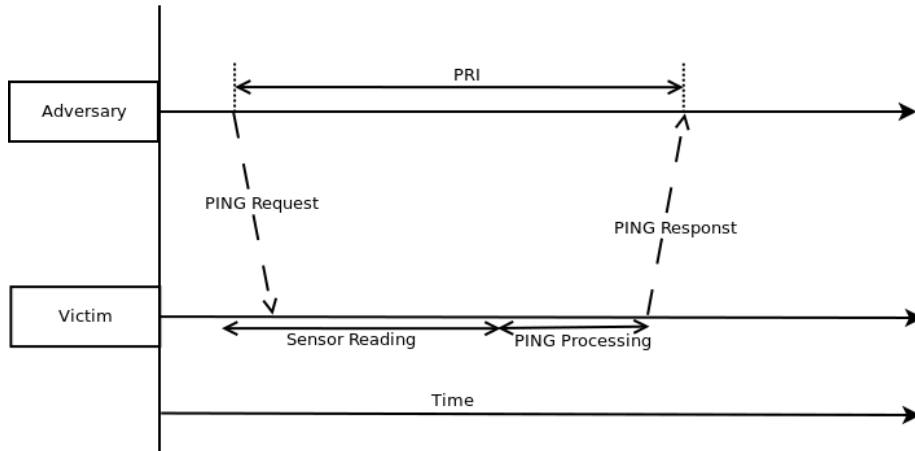 PRI
Adversary
PING Request
PING Responst
Victim
Sensor Reading
PING Processing
Time